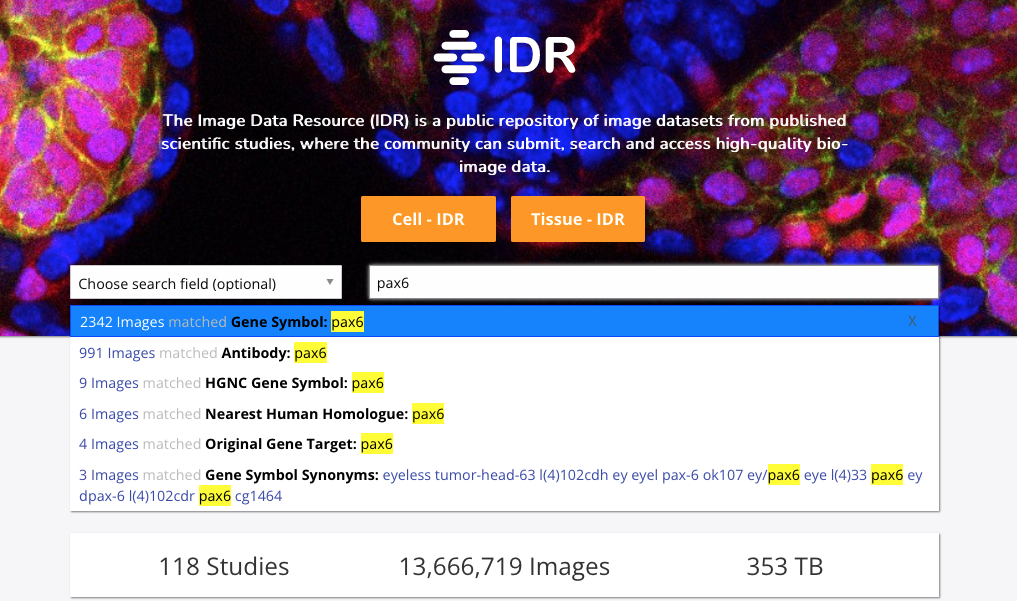 IDR
The Image Data Resource (IDR) is a public repository of image datasets from published
scientific studies, where the community can submit, search and access high-quality bio-
image data.
Cell - IDR
Tissue - IDR
Choose search field (optional)
pax6
2342 Images matched Gene Symbol: pax6
X
991 Images matched Antibody: pax6
9 Images matched HGNC Gene Symbol: pax6
6 Images matched Nearest Human Homologue: pax6
4 Images matched Original Gene Target: pax6
3 Images matched Gene Symbol Synonyms: eyeless tumor-head-63 l(4)102cdh ey eyel pax-6 ok107 ey/pax6 eye l(4)33 pax6 ey
dpax-6 l(4)102cdr pax6 cg1464
118 Studies
13,666,719 Images
353 TB